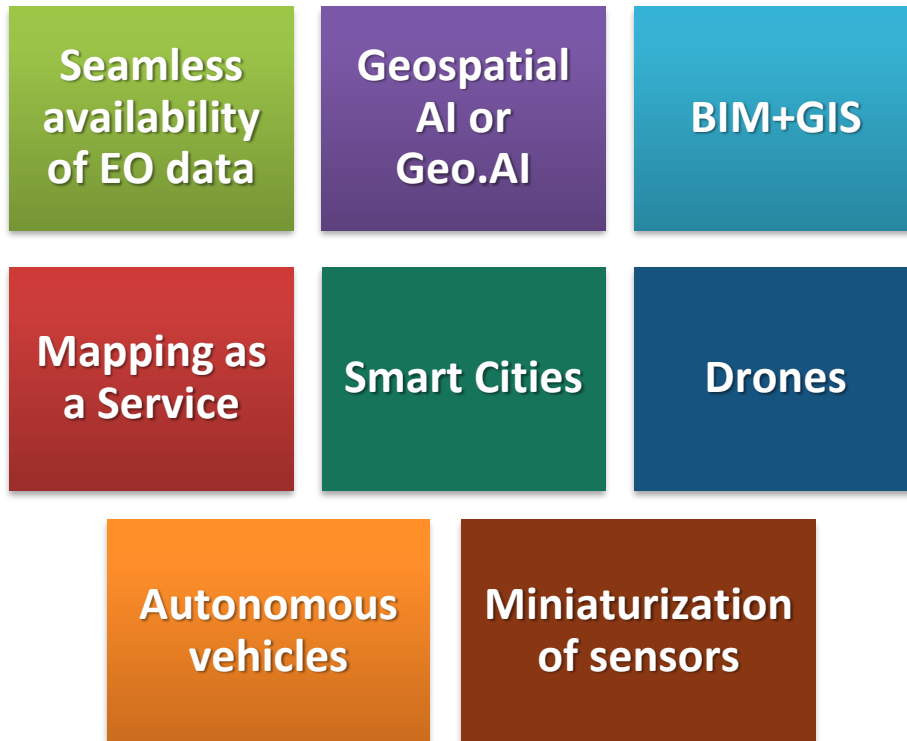 Seamless
availability
of EO data
Geospatial
AI or
Geo.AI
BIM+GIS
Mapping as
a Service
Smart Cities
Drones
Autonomous
vehicles
Miniaturization
of sensors